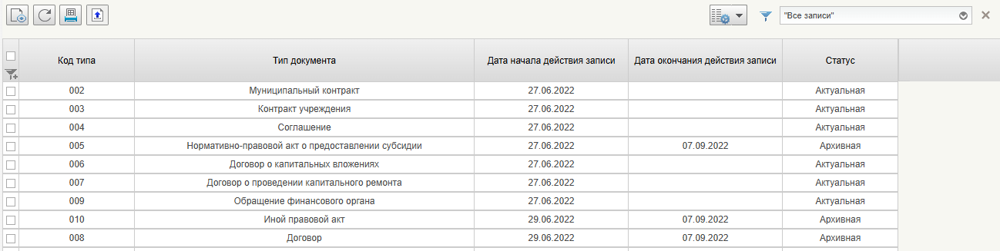 "Все записи"
Код типа Тип документа Дата начала действия записи Дата окончания действия записи Статус
002 Муниципальный контракт 27.06.2022 Актуальная
003 Контракт учреждения 27.06.2022 Актуальная
004 Соглашение 27.06.2022 Актуальная
005 Нормативно-правовой акт о предоставлении субсидии 27.06.2022 07.09.2022 Архивная
006 Договор о капитальных вложениях 27.06.2022 Актуальная
007 Договор о проведении капитального ремонта 27.06.2022 Актуальная
009 Обращение финансового органа 27.06.2022 Актуальная
010 Иной правовой акт 29.06.2022 07.09.2022 Архивная
008 Договор 29.06.2022 07.09.2022 Архивная